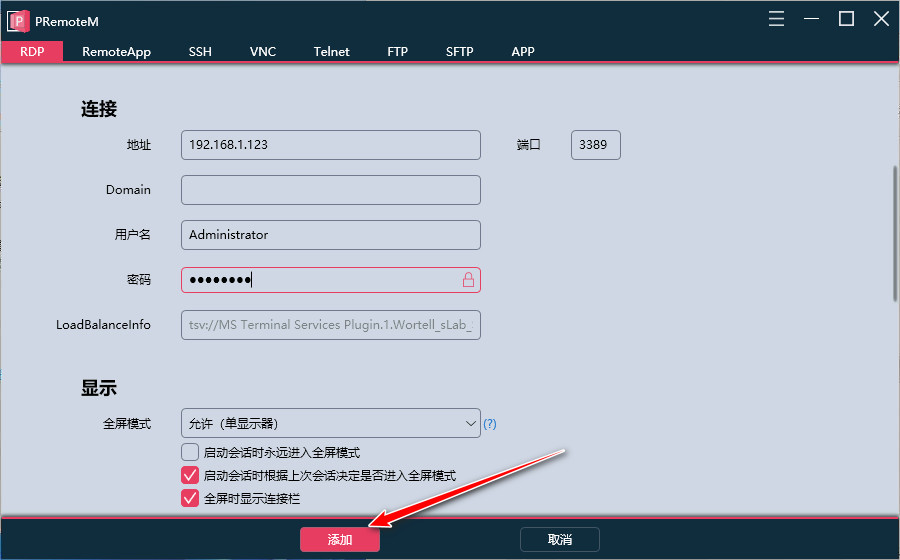 PRemoteM
RDP RemoteApp SSH VNC Telnet FTP SFTP APP
连接
地址 192.168.1.123 端口 3389
Domain
用户名 Administrator
密码 ●●●●●●●●
LoadBalanceInfo tsv://MS Terminal Services Plugin.1.Wortell_sLab_
显示
全屏模式 允许（单显示器） (?)
启动会话时永远进入全屏模式
启动会话时根据上次会话决定是否进入全屏模式
全屏时显示连接栏
添加 取消